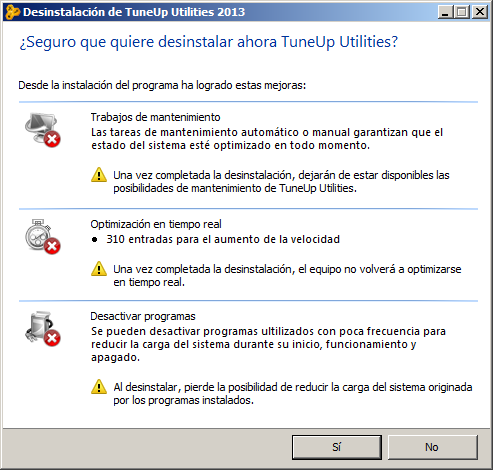 Desinstalación de TuneUp Utilities 2013
¿Seguro que quiere desinstalar ahora TuneUp Utilities?
Desde la instalación del programa ha logrado estas mejoras:
Trabajos de mantenimiento
Las tareas de mantenimiento automático o manual garantizan que el
estado del sistema esté optimizado en todo momento.
Una vez completada la desinstalación, dejarán de estar disponibles las
posibilidades de mantenimiento de TuneUp Utilities.
Optimización en tiempo real
• 310 entradas para el aumento de la velocidad
Una vez completada la desinstalación, el equipo no volverá a optimizarse
en tiempo real.
Desactivar programas
Se pueden desactivar programas ultilizados con poca frecuencia para
reducir la carga del sistema durante su inicio, funcionamiento y
apagado.
Al desinstalar, pierde la posibilidad de reducir la carga del sistema originada
por los programas instalados.
Sí
No